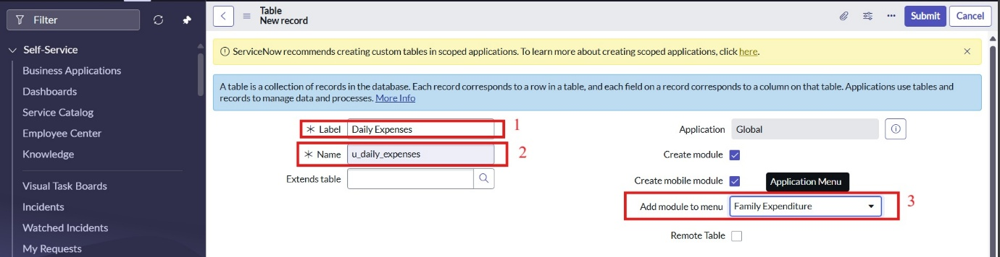 Filter
Self-Service
Business Applications
Dashboards
Service Catalog
Employee Center
Knowledge
Visual Task Boards
Incidents
Watched Incidents
My Requests
Table
New record
Submit
Cancel
ServiceNow recommends creating custom tables in scoped applications. To learn more about creating scoped applications, click here.
A table is a collection of records in the database. Each record corresponds to a row in a table, and each field on a record corresponds to a column on that table. Applications use tables and
records to manage data and processes. More Info
* Label Daily Expenses 1
* Name u_daily_expenses 2
Extends table
Application Global
Create module
Create mobile module
Application Menu
Add module to menu Family Expenditure 3
Remote Table